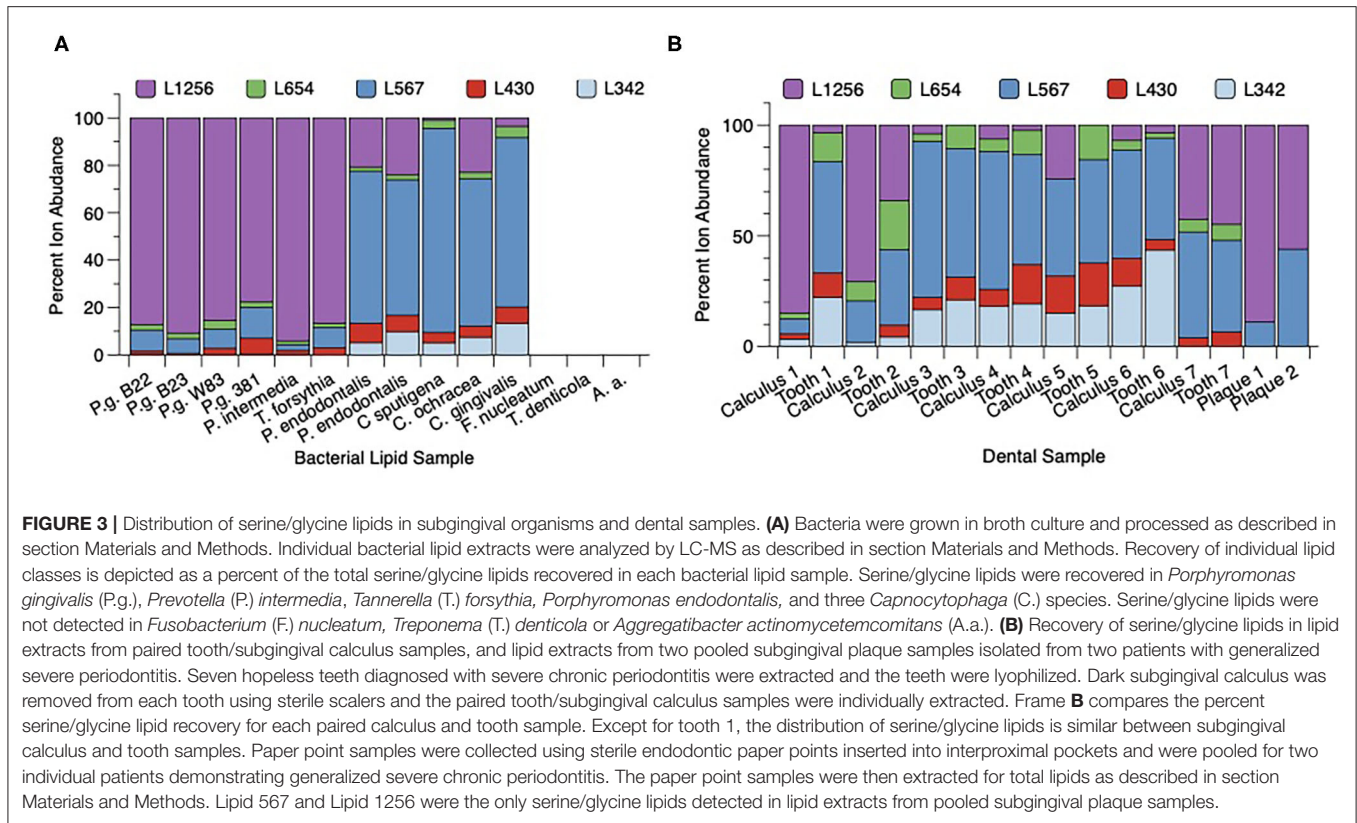 A
L1256 L654 L567 L430 L342
Percent Ion Abudance
100
80
60
40
20
0
P.g. B22
P.g. B23
P.g. W83
P.g. 381
P. intermedia
T. forsythia
P. endodontalis
P. endodontalis
C sputigena
C. ochracea
C. gingivalis
F. nucleatum
T. denticola
A. a.
Bacterial Lipid Sample
B
L1256 L654 L567 L430 L342
Percent Ion Abundance
100
50
0
Calculus 1
Tooth 1
Calculus 2
Tooth 2
Calculus 3
Tooth 3
Calculus 4
Tooth 4
Calculus 5
Tooth 5
Calculus 6
Tooth 6
Calculus 7
Tooth 7
Plaque 1
Plaque 2
Dental Sample
FIGURE 3 | Distribution of serine/glycine lipids in subgingival organisms and dental samples. (A) Bacteria were grown in broth culture and processed as described in
section Materials and Methods. Individual bacterial lipid extracts were analyzed by LC-MS as described in section Materials and Methods. Recovery of individual lipid
classes is depicted as a percent of the total serine/glycine lipids recovered in each bacterial lipid sample. Serine/glycine lipids were recovered in Porphyromonas
gingivalis (P.g.), Prevotella (P.) intermedia, Tannerella (T.) forsythia, Porphyromonas endodontalis, and three Capnocytophaga (C.) species. Serine/glycine lipids were
not detected in Fusobacterium (F.) nucleatum, Treponema (T.) denticola or Aggregatibacter actinomycetemcomitans (A.a.). (B) Recovery of serine/glycine lipids in lipid
extracts from paired tooth/subgingival calculus samples, and lipid extracts from two pooled subgingival plaque samples isolated from two patients with generalized
severe periodontitis. Seven hopeless teeth diagnosed with severe chronic periodontitis were extracted and the teeth were lyophilized. Dark subgingival calculus was
removed from each tooth using sterile scalers and the paired tooth/subgingival calculus samples were individually extracted. Frame B compares the percent
serine/glycine lipid recovery for each paired calculus and tooth sample. Except for tooth 1, the distribution of serine/glycine lipids is similar between subgingival
calculus and tooth samples. Paper point samples were collected using sterile endodontic paper points inserted into interproximal pockets and were pooled for two
individual patients demonstrating generalized severe chronic periodontitis. The paper point samples were then extracted for total lipids as described in section
Materials and Methods. Lipid 567 and Lipid 1256 were the only serine/glycine lipids detected in lipid extracts from pooled subgingival plaque samples.